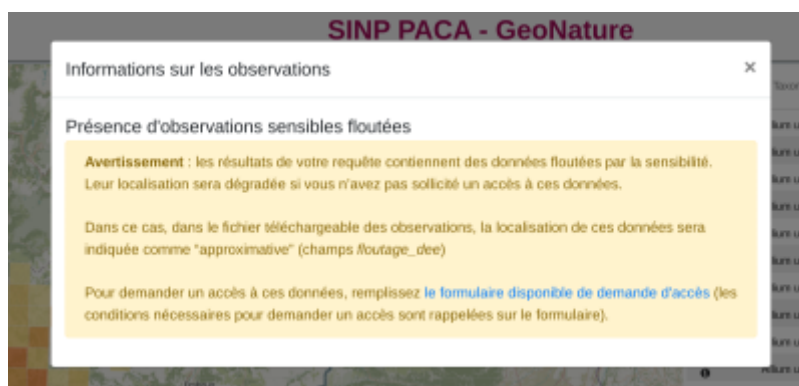 SINP PACA - GeoNature
Informations sur les observations
×
Présence d'observations sensibles floutées
Avertissement : les résultats de votre requête contiennent des données floutées par la sensibilité.
Leur localisation sera dégradée si vous n'avez pas sollicité un accès à ces données.
Dans ce cas, dans le fichier téléchargeable des observations, la localisation de ces données sera
indiquée comme "approximative" (champs floutage_dee)
Pour demander un accès à ces données, remplissez le formulaire disponible de demande d'accès (les
conditions nécessaires pour demander un accès sont rappelées sur le formulaire).